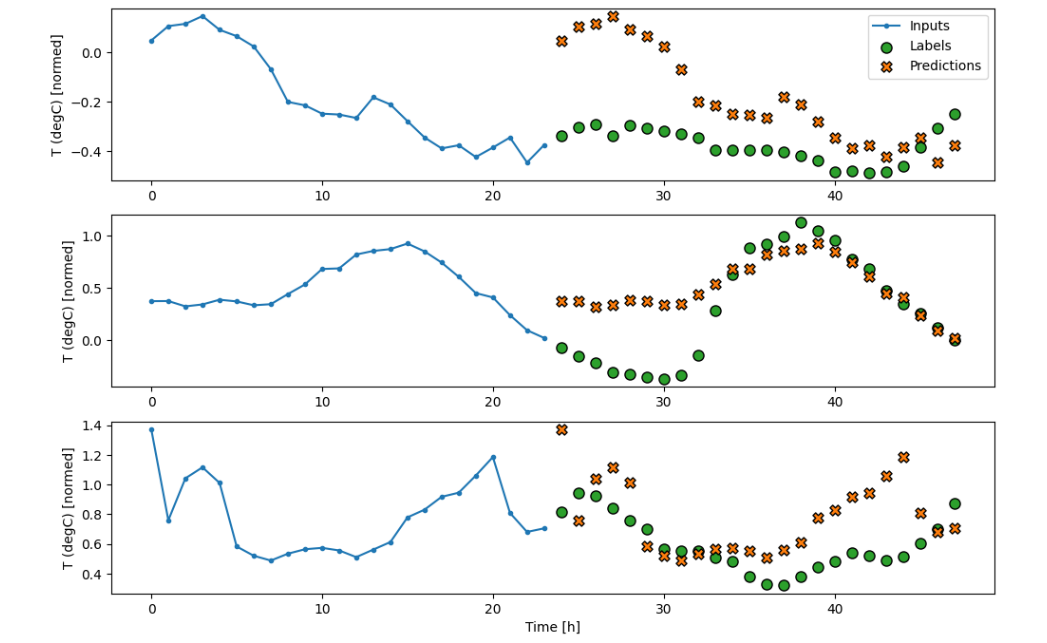 T (degC) [normed]
0.0
−0.2
−0.4
Inputs
Labels
Predictions
0 10 20 30 40
T (degC) [normed]
1.0
0.5
0.0
0 10 20 30 40
T (degC) [normed]
1.4
1.2
1.0
0.8
0.6
0.4
0 10 20 30 40
Time [h]